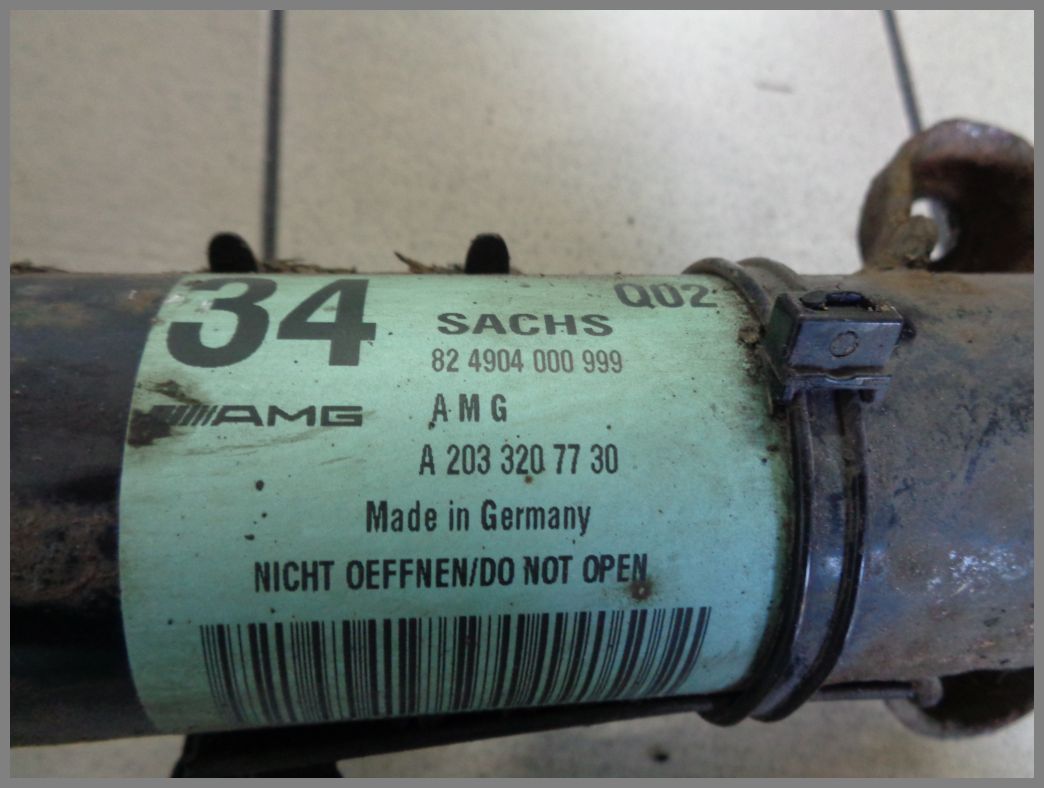 34
Q02
SACHS
82 4904 000 999
AMG
A M G
A 203 320 77 30
Made in Germany
NICHT OEFFNEN/DO NOT OPEN